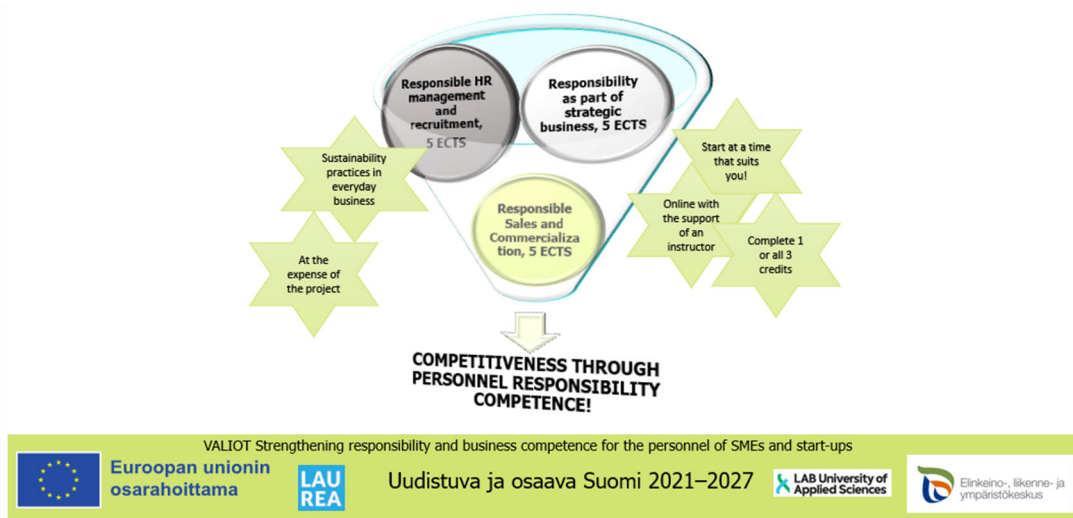 Responsible HR
management
and
recruitment,
5 ECTS
Responsibility
as part of
strategic
business, 5 ECTS
Responsible
Sales and
Commercializa
tion, 5 ECTS
Sustainability
practices in
everyday
business
At the
expense of
the project
Start at a time
that suits
you!
Online with
the support
of an
instructor
Complete 1
or all 3
credits
COMPETITIVENESS THROUGH
PERSONNEL RESPONSIBILITY
COMPETENCE!
VALIOT Strengthening responsibility and business competence for the personnel of SMEs and start-ups
Euroopan unionin
osarahoittama
LAU
REA
Uudistuva ja osaava Suomi 2021–2027
LAB University of
Applied Sciences
Elinkeino-, liikenne- ja
ympäristökeskus